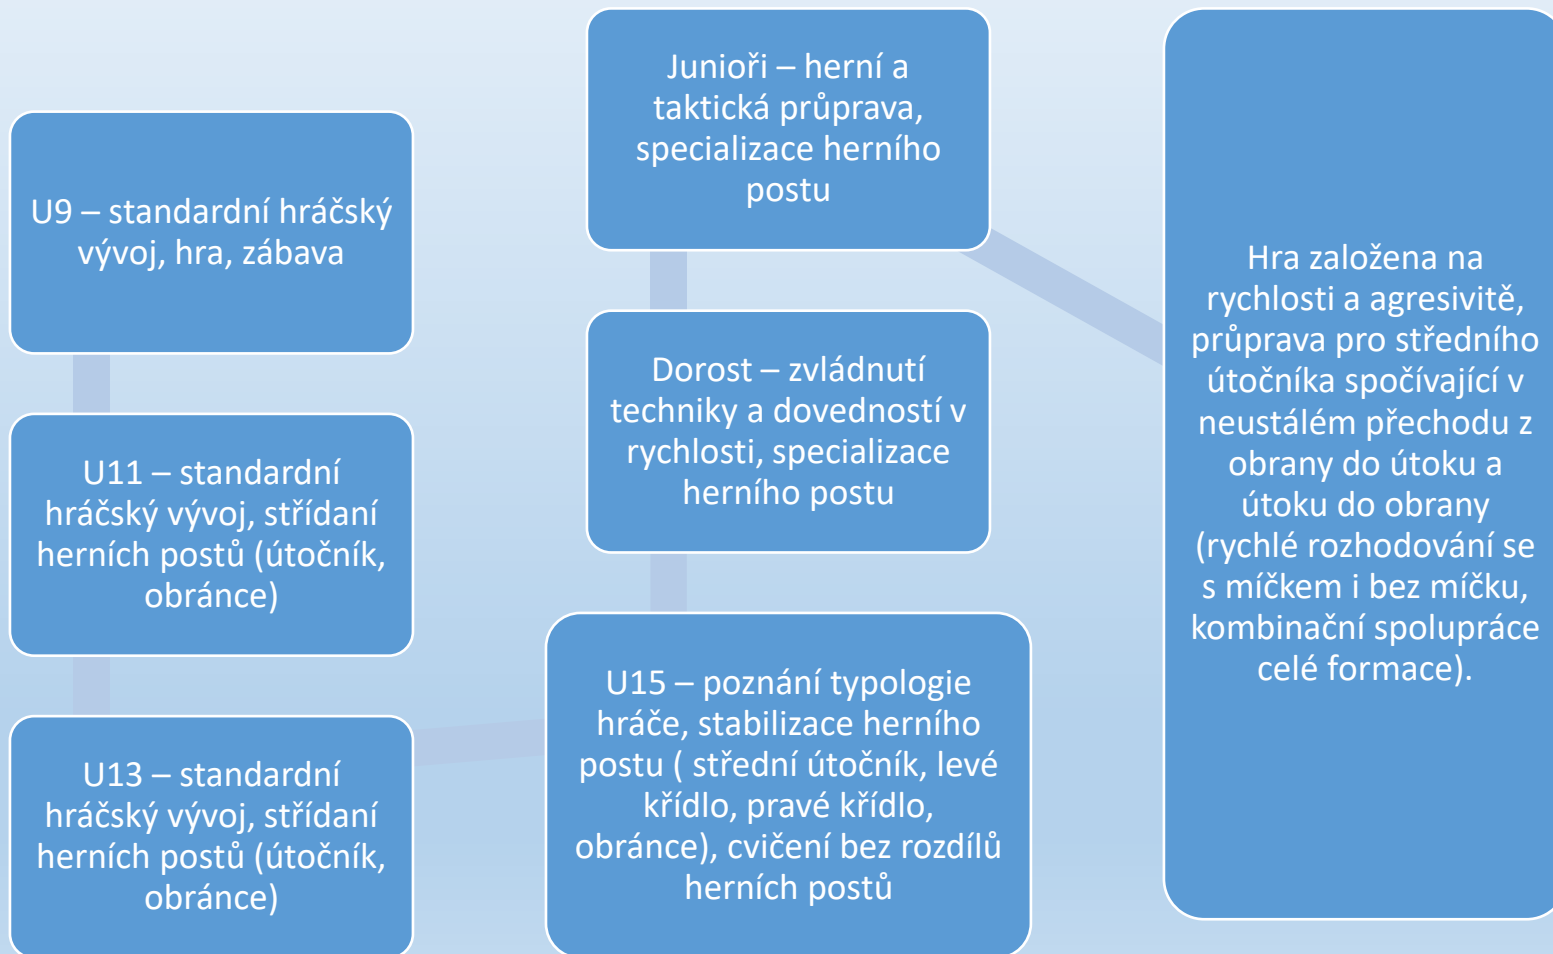 U9 – standardní hráčský
vývoj, hra, zábava
U11 – standardní
hráčský vývoj, střídaní
herních postů (útočník,
obránce)
U13 – standardní
hráčský vývoj, střídaní
herních postů (útočník,
obránce)
U15 – poznání typologie
hráče, stabilizace herního
postu ( střední útočník, levé
křídlo, pravé křídlo,
obránce), cvičení bez rozdílů
herních postů
Dorost – zvládnutí
techniky a dovedností v
rychlosti, specializace
herního postu
Junioři – herní a
taktická průprava,
specializace herního
postu
Hra založena na
rychlosti a agresivitě,
průprava pro středního
útočníka spočívající v
neustálém přechodu z
obrany do útoku a
útoku do obrany
(rychlé rozhodování se
s míčkem i bez míčku,
kombinační spolupráce
celé formace).